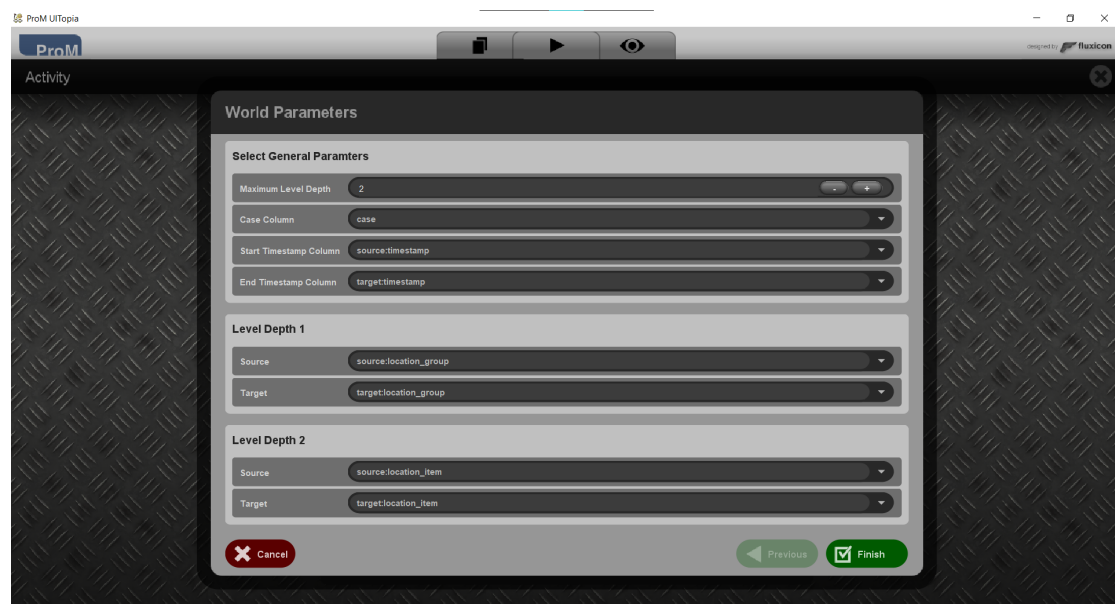 ProM UITopia
ProM
designed by fluxicon
Activity
World Parameters
Select General Paramters
Maximum Level Depth 2 - +
Case Column case
Start Timestamp Column source:timestamp
End Timestamp Column target:timestamp
Level Depth 1
Source source:location_group
Target target:location_group
Level Depth 2
Source source:location_item
Target target:location_item
Cancel Previous Finish